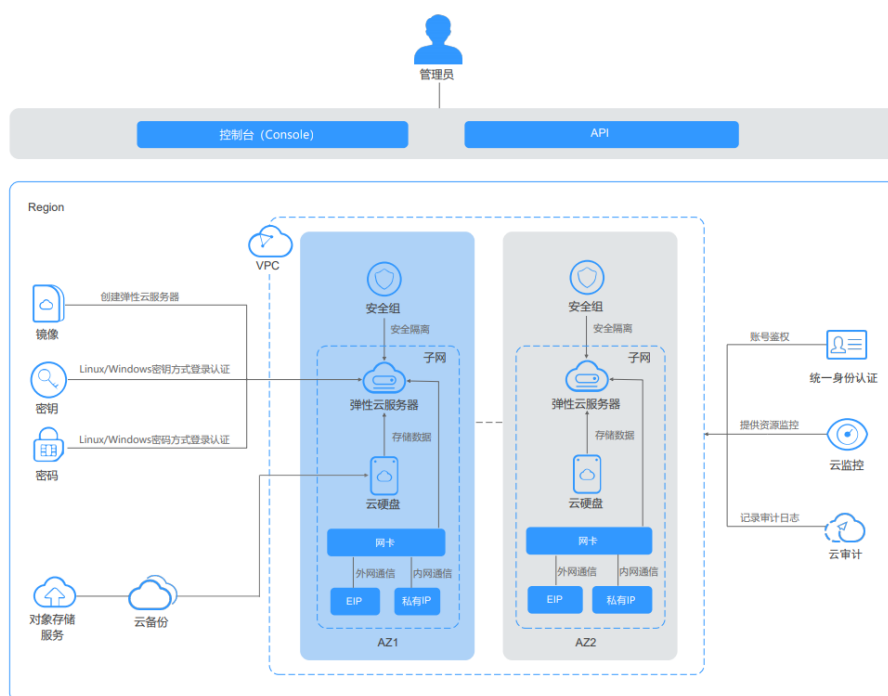 管理员
控制台（Console）
API
Region
VPC
安全组
安全组
创建弹性云服务器
镜像
安全隔离
安全隔离
子网
子网
账号鉴权
统一身份认证
Linux/Windows密钥方式登录认证
密钥
弹性云服务器
弹性云服务器
Linux/Windows密码方式登录认证
密码
存储数据
存储数据
提供资源监控
云监控
云硬盘
云硬盘
记录审计日志
云审计
网卡
网卡
外网通信
内网通信
外网通信
内网通信
EIP
私有IP
EIP
私有IP
对象存储
服务
云备份
AZ1
AZ2